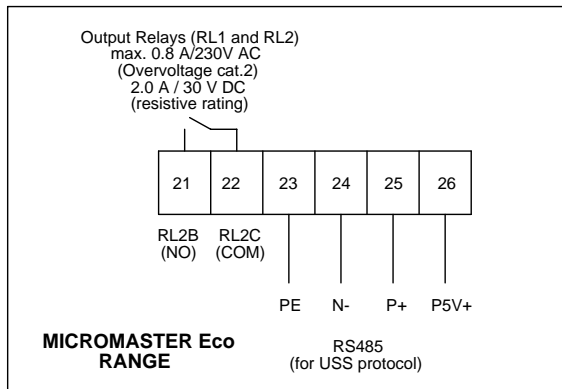 Output Relays (RL1 and RL2)
max. 0.8 A/230V AC
(Overvoltage cat.2)
2.0 A / 30 V DC
(resistive rating)
21 22 23 24 25 26
RL2B RL2C
(NO) (COM)
PE N- P+ P5V+
MICROMASTER Eco
RANGE
RS485
(for USS protocol)